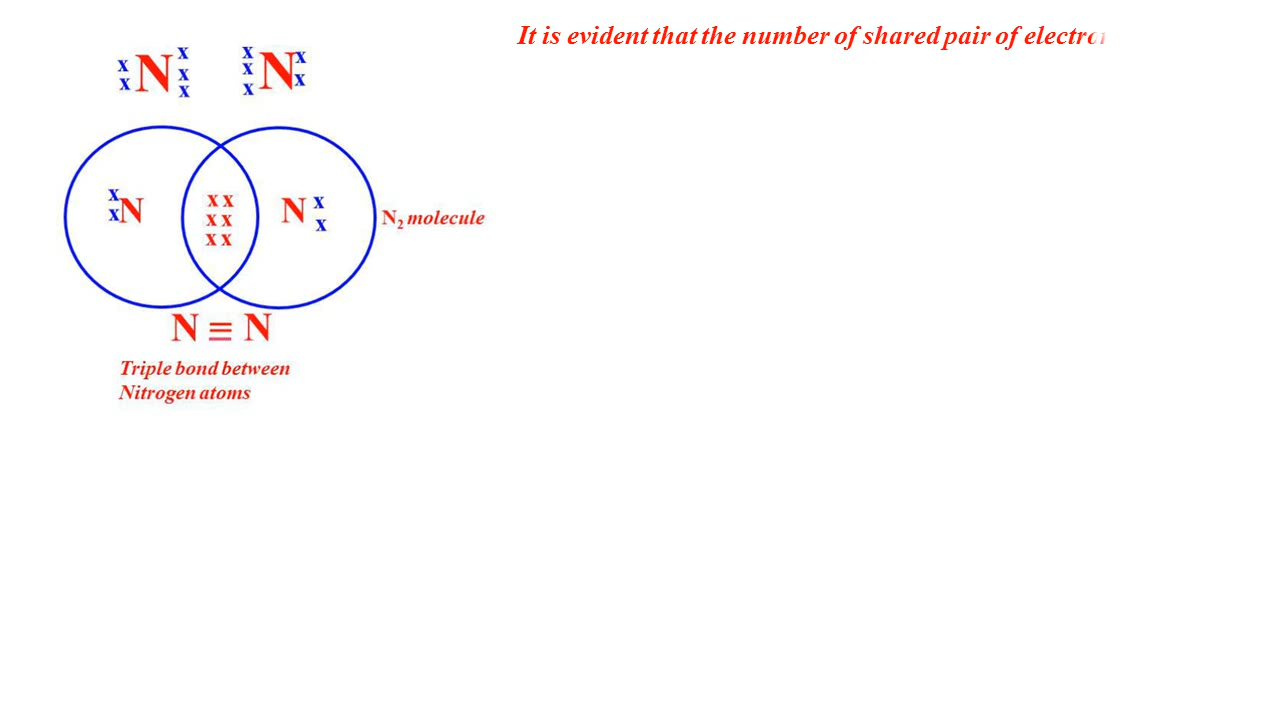 It is evident that the number of shared pair of
x x N x x x
x x x N x x
x x N
x x
x x
x x
N x x
N2 molecule
N ≡ N
Triple bond between
Nitrogen atoms